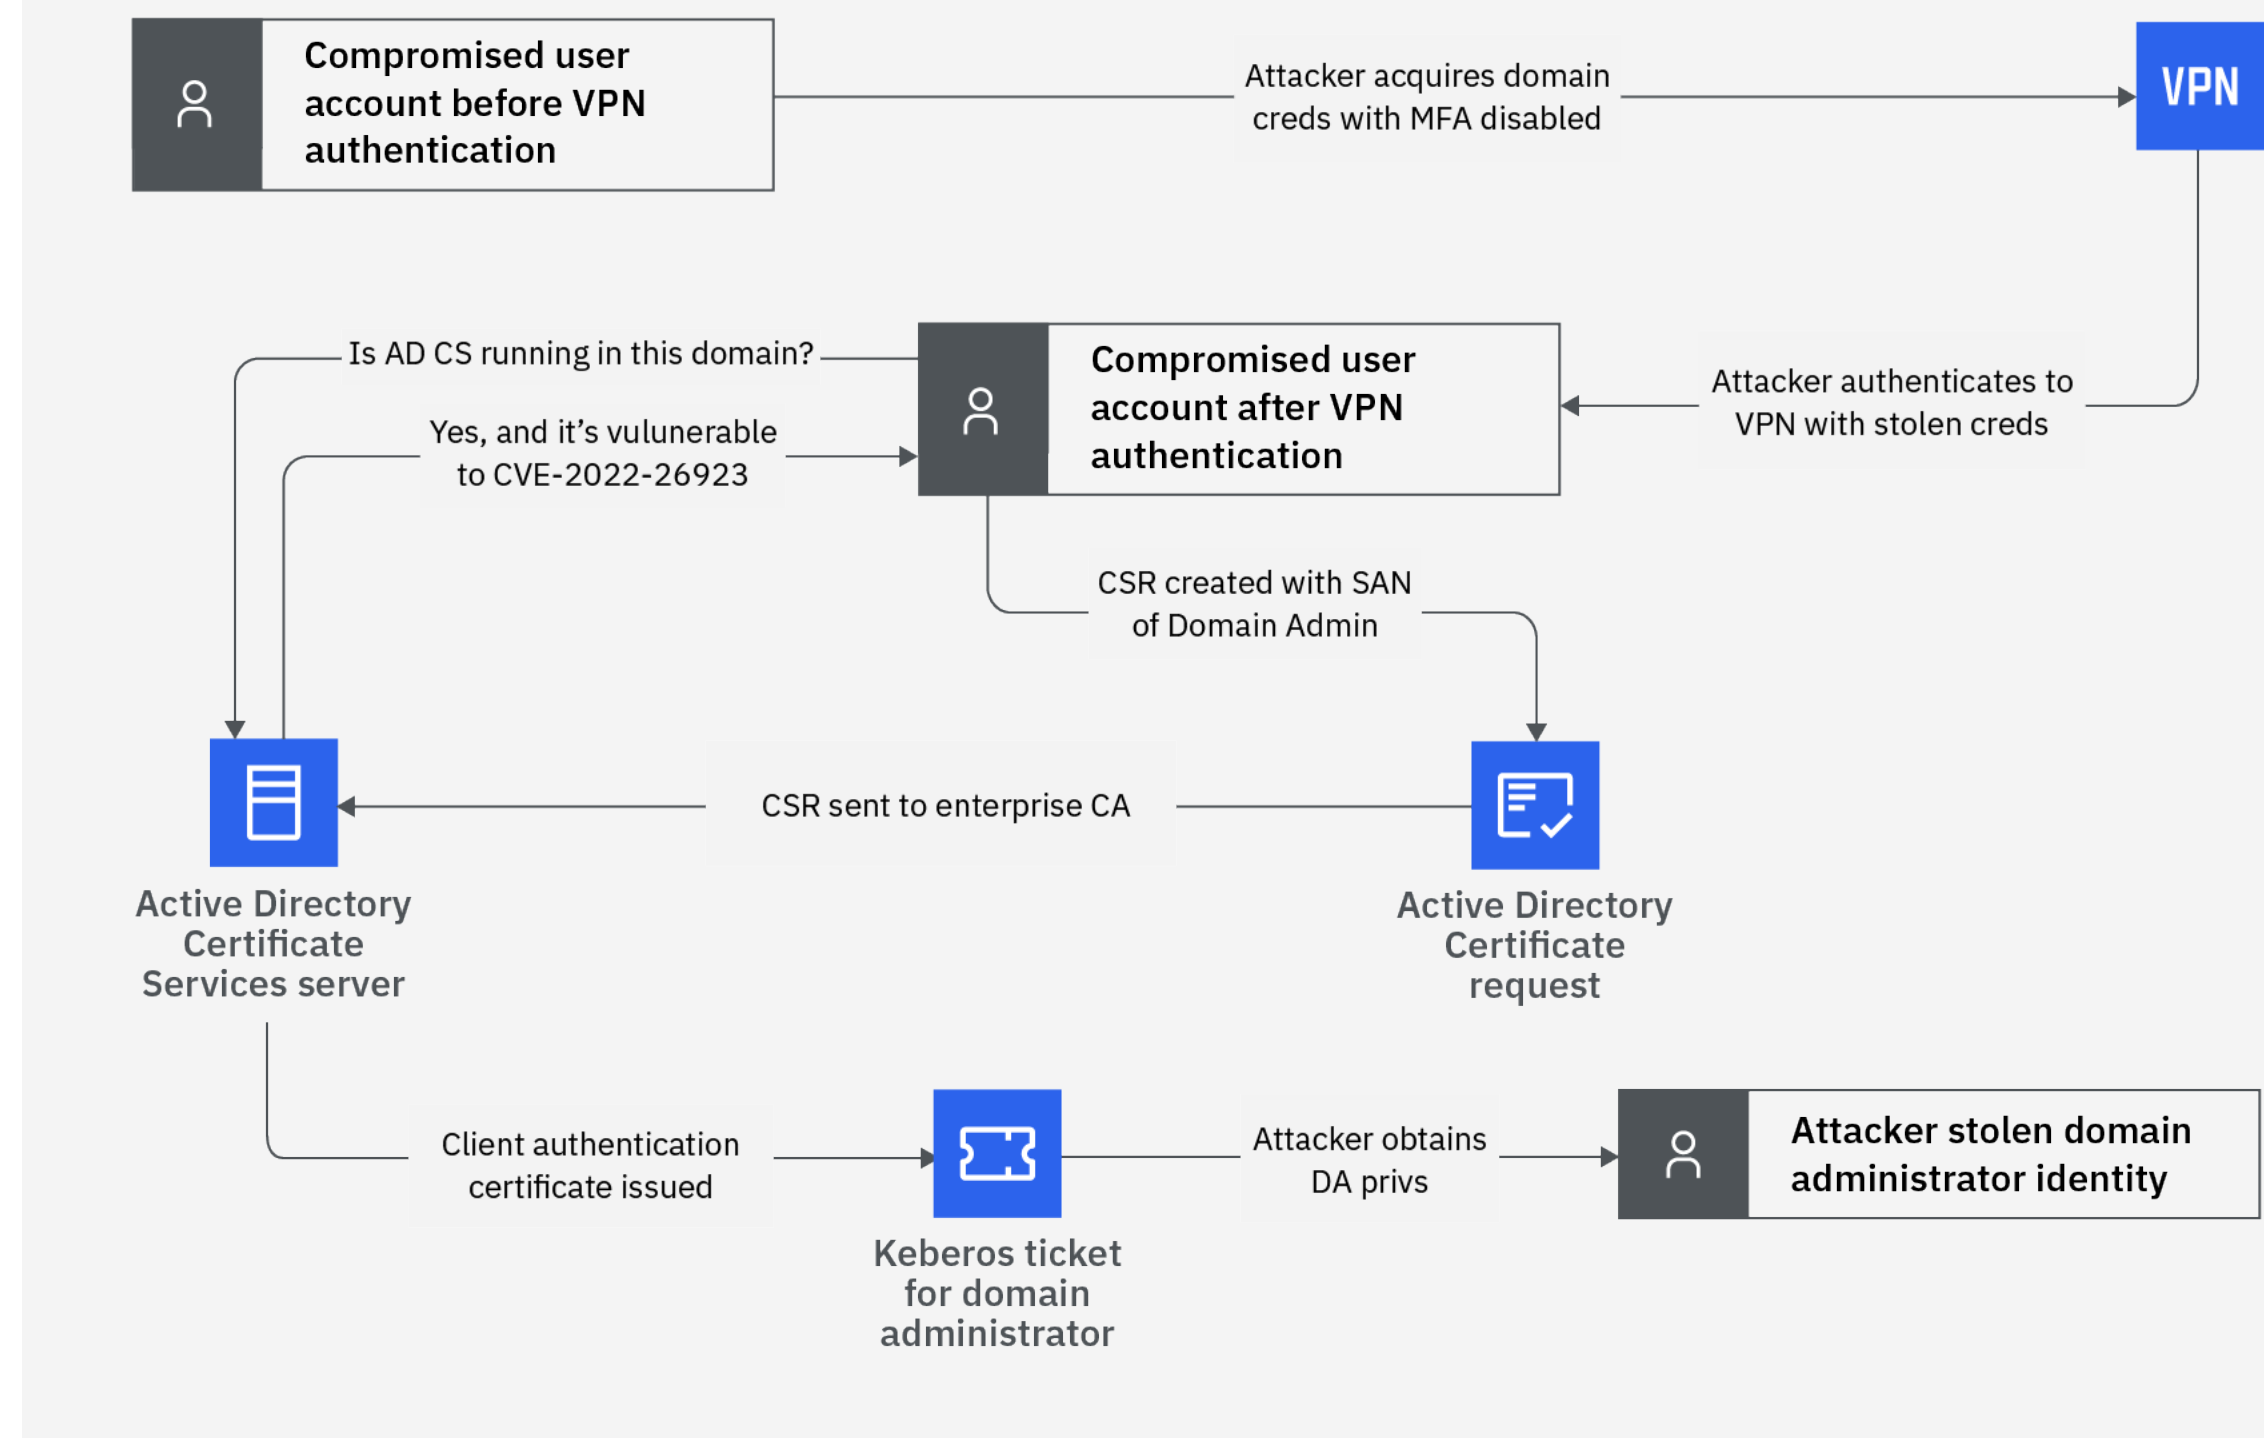 Compromised user
account before VPN
authentication
Attacker acquires domain
creds with MFA disabled
VPN
Is AD CS running in this domain?
Compromised user
account after VPN
authentication
Attacker authenticates to
VPN with stolen creds
Yes, and it’s vulunerable
to CVE-2022-26923
CSR created with SAN
of Domain Admin
CSR sent to enterprise CA
Active Directory
Certificate
Services server
Active Directory
Certificate
request
Client authentication
certificate issued
Attacker obtains
DA privs
Attacker stolen domain
administrator identity
Keberos ticket
for domain
administrator